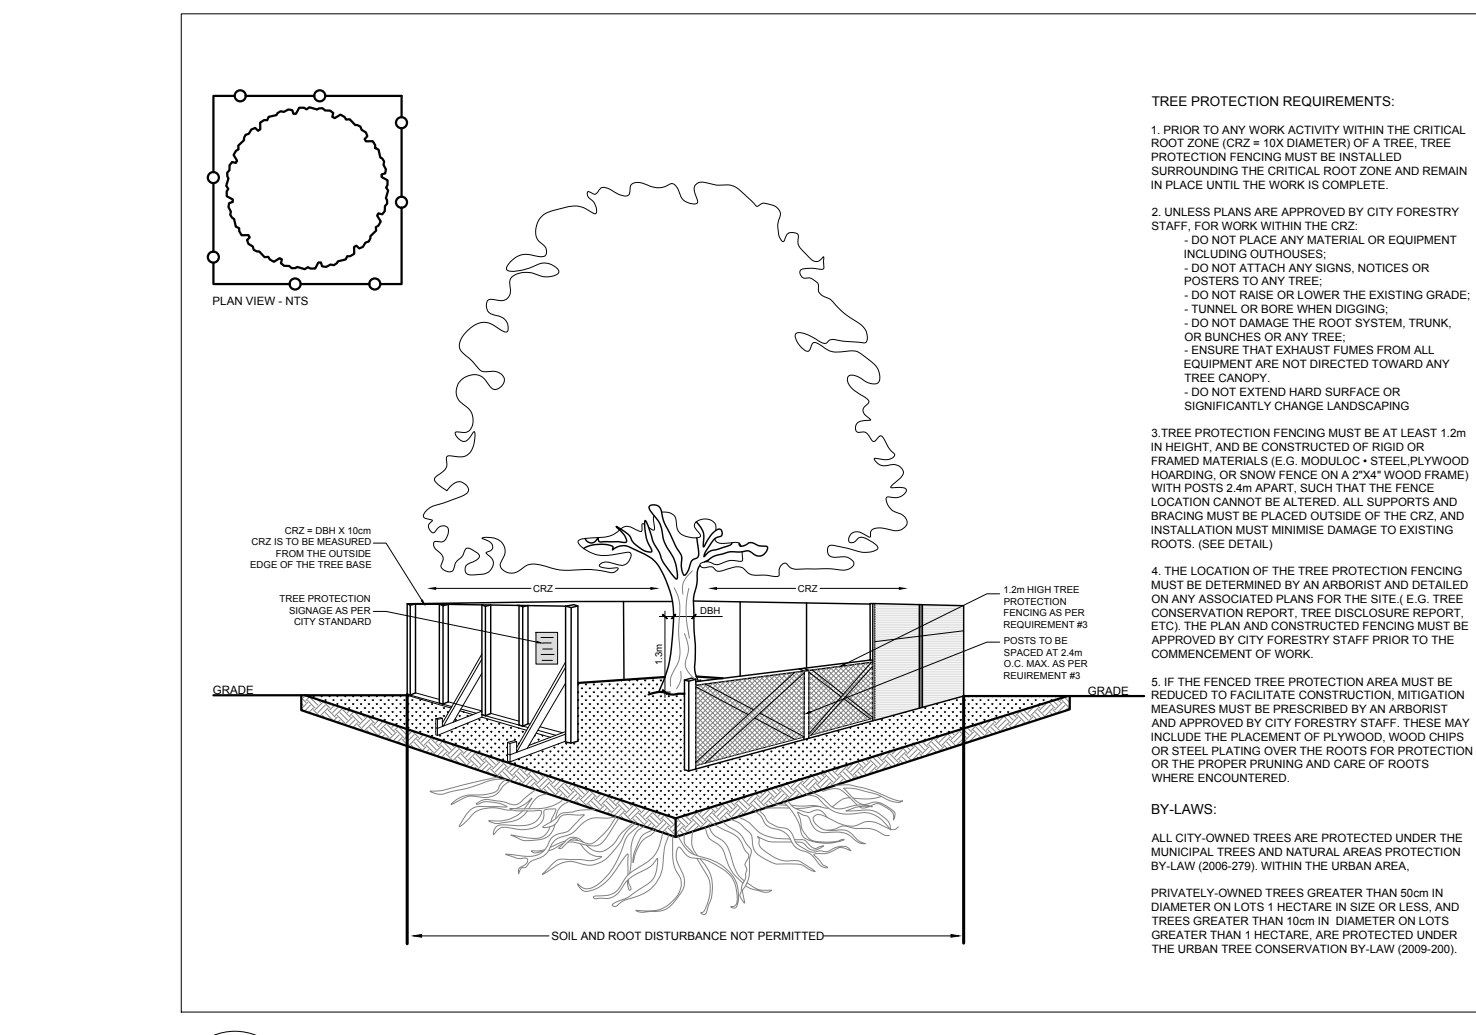 PLAN VIEW - NTS
CRZ = DBH X 10cm
CRZ IS TO BE MEASURED
FROM THE OUTSIDE
EDGE OF THE TREE BASE
TREE PROTECTION
SIGNAGE AS PER
CITY STANDARD
GRADE
CRZ
CRZ
DBH
1.3m
1.2m HIGH TREE
PROTECTION
FENCING AS PER
REQUIREMENT #3
POSTS TO BE
SPACED AT 2.4m
O.C. MAX. AS PER
REUIREMENT #3
GRADE
SOIL AND ROOT DISTURBANCE NOT PERMITTED
TREE PROTECTION REQUIREMENTS:
1. PRIOR TO ANY WORK ACTIVITY WITHIN THE CRITICAL
ROOT ZONE (CRZ = 10X DIAMETER) OF A TREE, TREE
PROTECTION FENCING MUST BE INSTALLED
SURROUNDING THE CRITICAL ROOT ZONE AND REMAIN
IN PLACE UNTIL THE WORK IS COMPLETE.
2. UNLESS PLANS ARE APPROVED BY CITY FORESTRY
STAFF, FOR WORK WITHIN THE CRZ:
- DO NOT PLACE ANY MATERIAL OR EQUIPMENT
INCLUDING OUTHOUSES;
- DO NOT ATTACH ANY SIGNS, NOTICES OR
POSTERS TO ANY TREE;
- DO NOT RAISE OR LOWER THE EXISTING GRADE;
- TUNNEL OR BORE WHEN DIGGING;
- DO NOT DAMAGE THE ROOT SYSTEM, TRUNK,
OR BUNCHES OR ANY TREE;
- ENSURE THAT EXHAUST FUMES FROM ALL
EQUIPMENT ARE NOT DIRECTED TOWARD ANY
TREE CANOPY.
- DO NOT EXTEND HARD SURFACE OR
SIGNIFICANTLY CHANGE LANDSCAPING
3.TREE PROTECTION FENCING MUST BE AT LEAST 1.2m
IN HEIGHT, AND BE CONSTRUCTED OF RIGID OR
FRAMED MATERIALS (E.G. MODULOC • STEEL,PLYWOOD
HOARDING, OR SNOW FENCE ON A 2"X4" WOOD FRAME)
WITH POSTS 2.4m APART, SUCH THAT THE FENCE
LOCATION CANNOT BE ALTERED. ALL SUPPORTS AND
BRACING MUST BE PLACED OUTSIDE OF THE CRZ, AND
INSTALLATION MUST MINIMISE DAMAGE TO EXISTING
ROOTS. (SEE DETAIL)
4. THE LOCATION OF THE TREE PROTECTION FENCING
MUST BE DETERMINED BY AN ARBORIST AND DETAILED
ON ANY ASSOCIATED PLANS FOR THE SITE.( E.G. TREE
CONSERVATION REPORT, TREE DISCLOSURE REPORT,
ETC). THE PLAN AND CONSTRUCTED FENCING MUST BE
APPROVED BY CITY FORESTRY STAFF PRIOR TO THE
COMMENCEMENT OF WORK.
5. IF THE FENCED TREE PROTECTION AREA MUST BE
REDUCED TO FACILITATE CONSTRUCTION, MITIGATION
MEASURES MUST BE PRESCRIBED BY AN ARBORIST
AND APPROVED BY CITY FORESTRY STAFF. THESE MAY
INCLUDE THE PLACEMENT OF PLYWOOD, WOOD CHIPS
OR STEEL PLATING OVER THE ROOTS FOR PROTECTION
OR THE PROPER PRUNING AND CARE OF ROOTS
WHERE ENCOUNTERED.
BY-LAWS:
ALL CITY-OWNED TREES ARE PROTECTED UNDER THE
MUNICIPAL TREES AND NATURAL AREAS PROTECTION
BY-LAW (2006-279). WITHIN THE URBAN AREA,
PRIVATELY-OWNED TREES GREATER THAN 50cm IN
DIAMETER ON LOTS 1 HECTARE IN SIZE OR LESS, AND
TREES GREATER THAN 10cm IN DIAMETER ON LOTS
GREATER THAN 1 HECTARE, ARE PROTECTED UNDER
THE URBAN TREE CONSERVATION BY-LAW (2009-200).